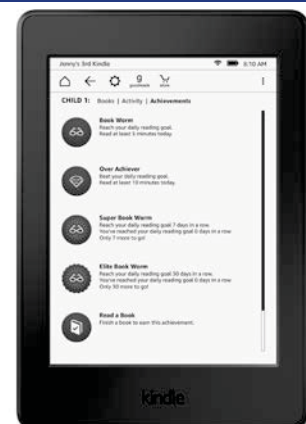 Jenny's 3rd Kindle 8:10 AM
g
goodreads store
CHILD 1: Books | Activity | Achievements
Book Worm
Reach your daily reading goal.
Read at least 5 minutes today.
Over Achiever
Beat your daily reading goal.
Read at least 10 minutes today.
Super Book Worm
Reach your daily reading goal 7 days in a row.
You've reached your daily reading goal 0 days in a row
Only 7 more to go!
Elite Book Worm
Reach your daily reading goal 30 days in a row.
You've reached your daily reading goal 0 days in a row
Only 30 more to go!
Read a Book
Finish a book to earn this achievement.
kindle